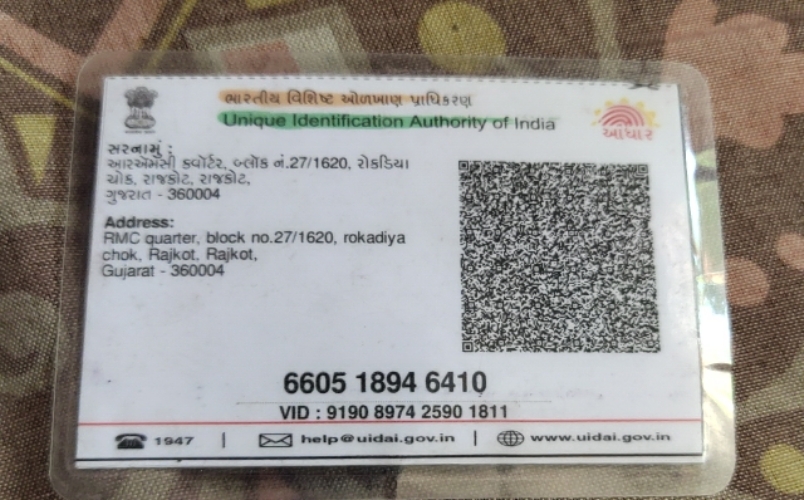 ભારતીય વિશિષ્ટ ઓળખાણ પ્રાધિકરણ
Unique Identification Authority of India
આધાર
સરનામું :
આરએમસી કવૉર્ટર, બ્લૉક નં.27/1620, રોકડિયા
ચોક, રાજકોટ, રાજકોટ,
ગુજરાત - 360004
Address:
RMC quarter, block no.27/1620, rokadiya
chok, Rajkot, Rajkot,
Gujarat - 360004
6605 1894 6410
VID : 9190 8974 2590 1811
1947 | help@uidai.gov.in | www.uidai.gov.in